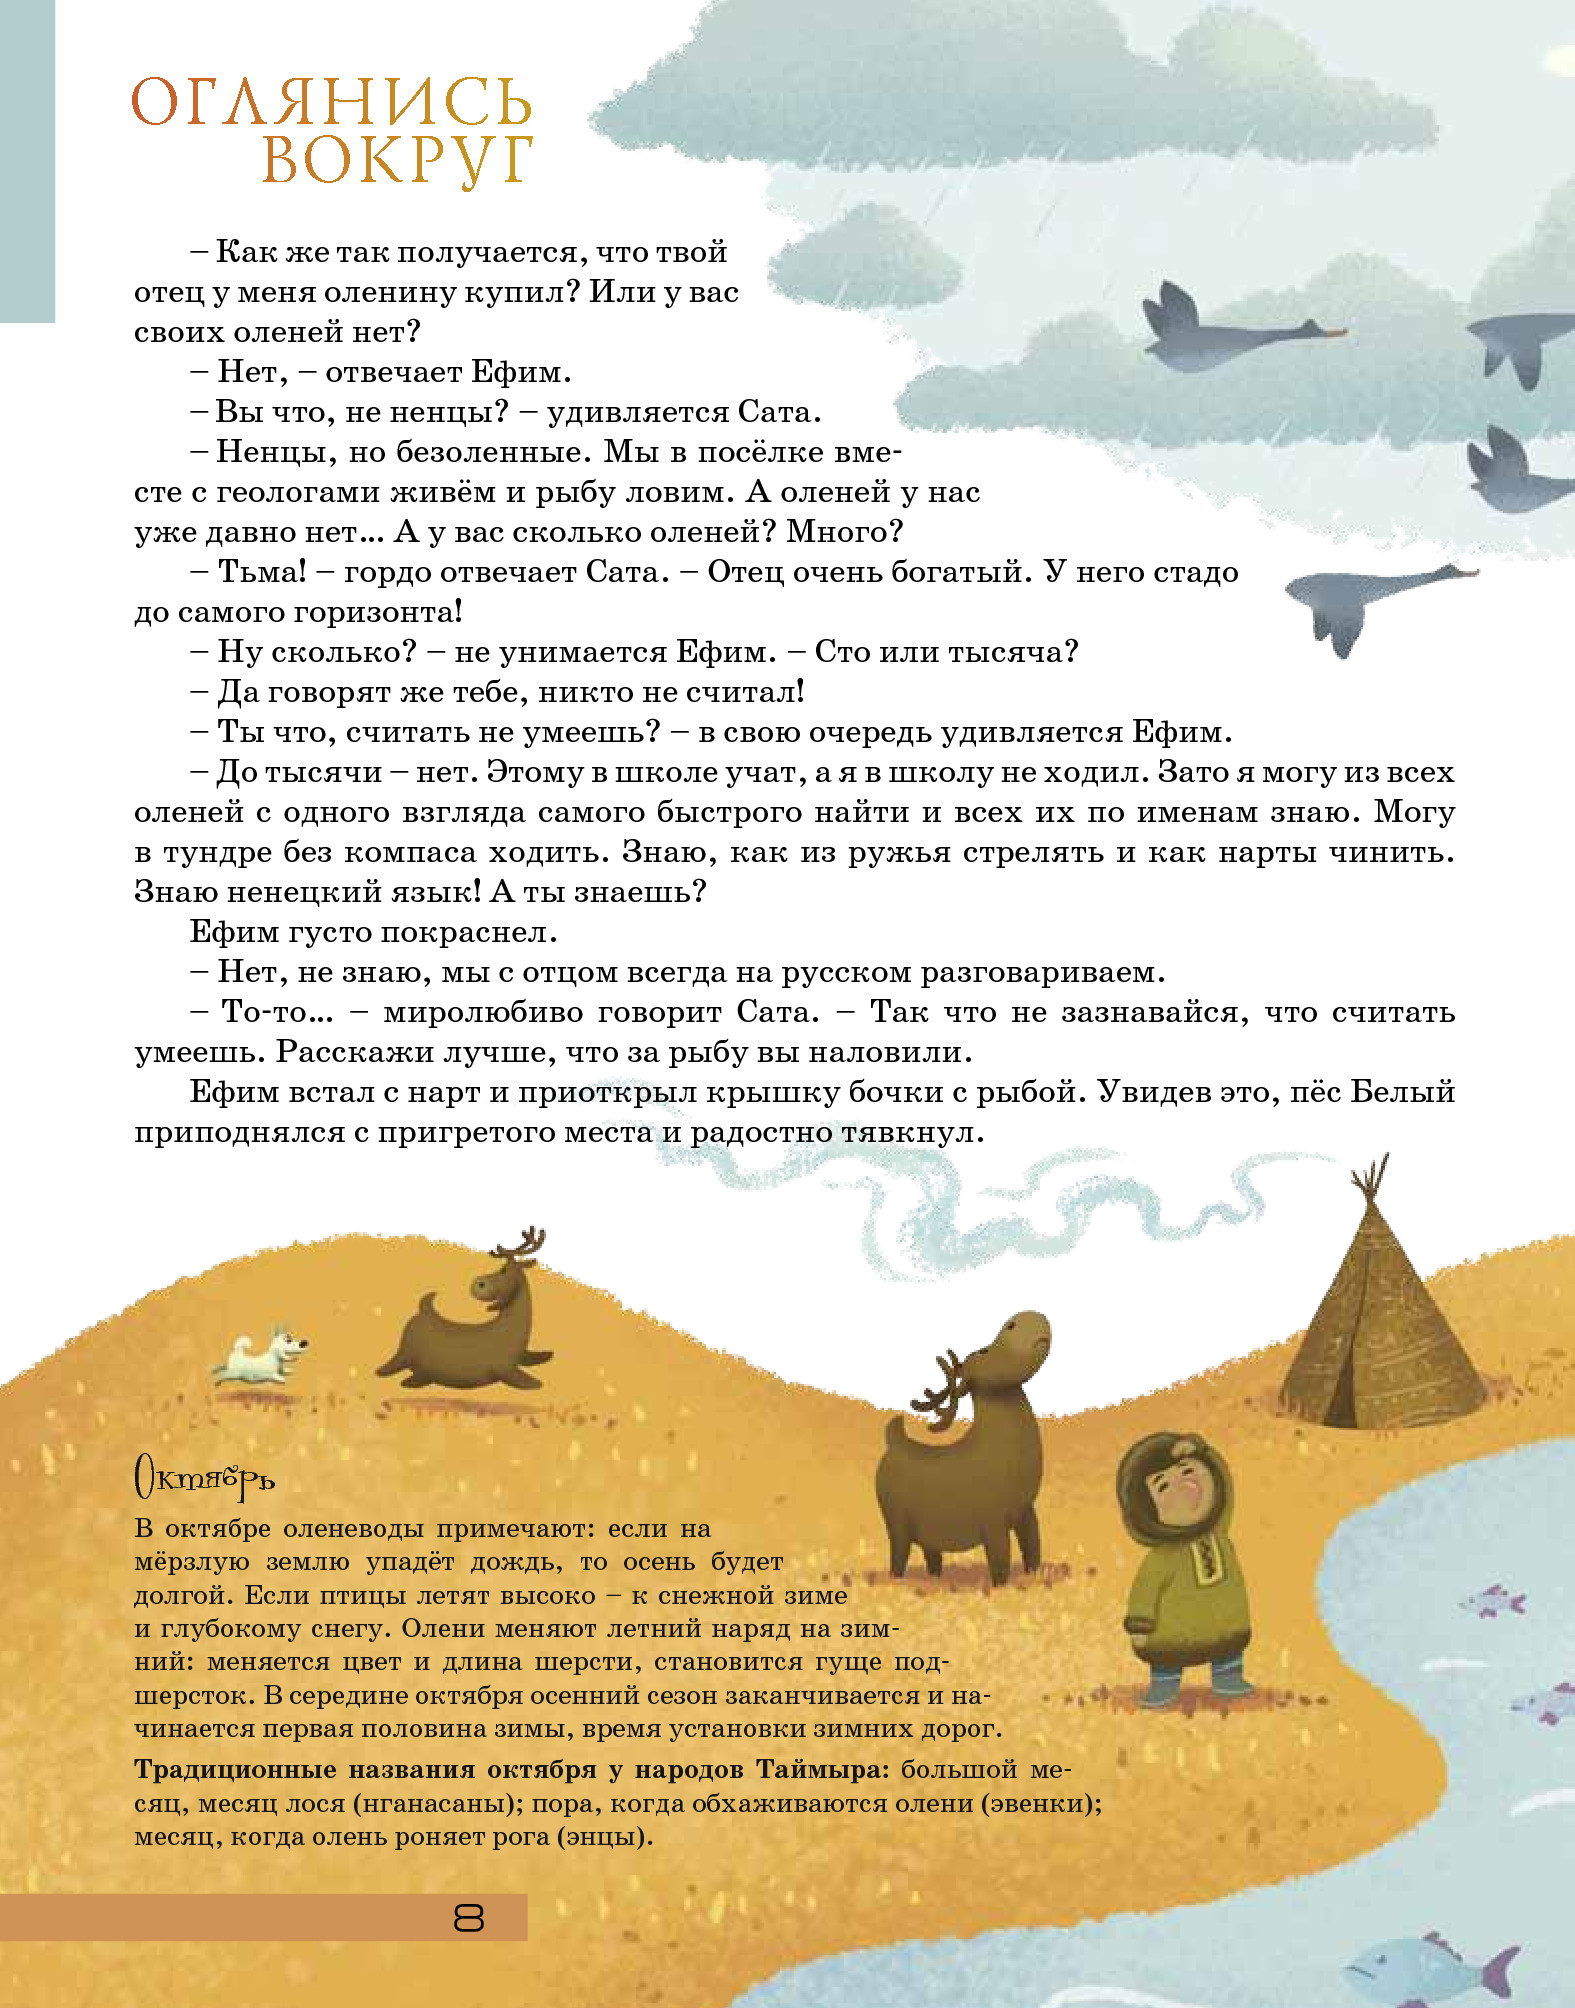 ОГЛЯНИСЬ
ВОКРУГ
– Как же так получается, что твой
отец у меня оленину купил? Или у вас
своих оленей нет?
– Нет, – отвечает Ефим.
– Вы что, не ненцы? – удивляется Сата.
– Ненцы, но безоленные. Мы в посёлке вме-
сте с геологами живём и рыбу ловим. А оленей у нас
уже давно нет… А у вас сколько оленей? Много?
– Тьма! – гордо отвечает Сата. – Отец очень богатый. У него стадо
до самого горизонта!
– Ну сколько? – не унимается Ефим. – Сто или тысяча?
– Да говорят же тебе, никто не считал!
– Ты что, считать не умеешь? – в свою очередь удивляется Ефим.
– До тысячи – нет. Этому в школе учат, а я в школу не ходил. Зато я могу из всех
оленей с одного взгляда самого быстрого найти и всех их по именам знаю. Могу
в тундре без компаса ходить. Знаю, как из ружья стрелять и как нарты чинить.
Знаю ненецкий язык! А ты знаешь?
Ефим густо покраснел.
– Нет, не знаю, мы с отцом всегда на русском разговариваем.
– То-то… – миролюбиво говорит Сата. – Так что не зазнавайся, что считать
умеешь. Расскажи лучше, что за рыбу вы наловили.
Ефим встал с нарт и приоткрыл крышку бочки с рыбой. Увидев это, пёс Белый
приподнялся с пригретого места и радостно тявкнул.
Октябрь
В октябре оленеводы примечают: если на
мёрзлую землю упадёт дождь, то осень будет
долгой. Если птицы летят высоко – к снежной зиме
и глубокому снегу. Олени меняют летний наряд на зим-
ний: меняется цвет и длина шерсти, становится гуще под-
шерсток. В середине октября осенний сезон заканчивается и на-
чинается первая половина зимы, время установки зимних дорог.
Традиционные названия октября у народов Таймыра: большой ме-
сяц, месяц лося (нганасаны); пора, когда обхаживаются олени (эвенки);
месяц, когда олень роняет рога (энцы).
8